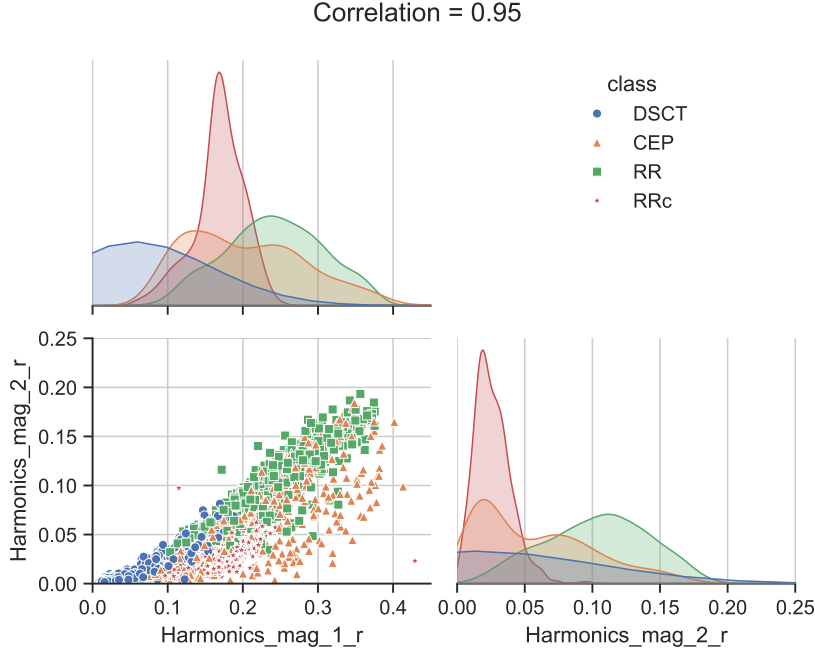 Correlation = 0.95
class
DSCT
CEP
RR
RRc
Harmonics_mag_2_r
0.25
0.20
0.15
0.10
0.05
0.00
0.0 0.1 0.2 0.3 0.4
Harmonics_mag_1_r
0.00 0.05 0.10 0.15 0.20 0.25
Harmonics_mag_2_r